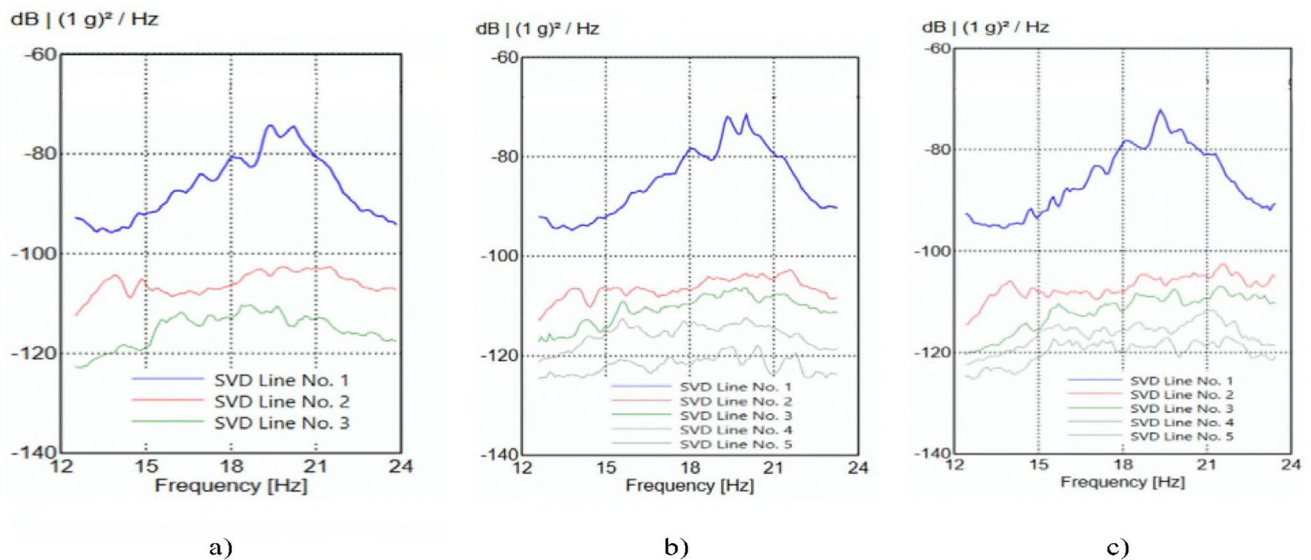 dB | (1 g)² / Hz
-60
-80
-100
-120
-140
12
15
18
21
24
Frequency [Hz]
SVD Line No. 1
SVD Line No. 2
SVD Line No. 3
a)
dB | (1 g)² / Hz
-60
-80
-100
-120
-140
12
15
18
21
24
Frequency [Hz]
SVD Line No. 1
SVD Line No. 2
SVD Line No. 3
SVD Line No. 4
SVD Line No. 5
b)
dB | (1 g)² / Hz
-60
-80
-100
-120
-140
12
15
18
21
24
Frequency [Hz]
SVD Line No. 1
SVD Line No. 2
SVD Line No. 3
SVD Line No. 4
SVD Line No. 5
c)